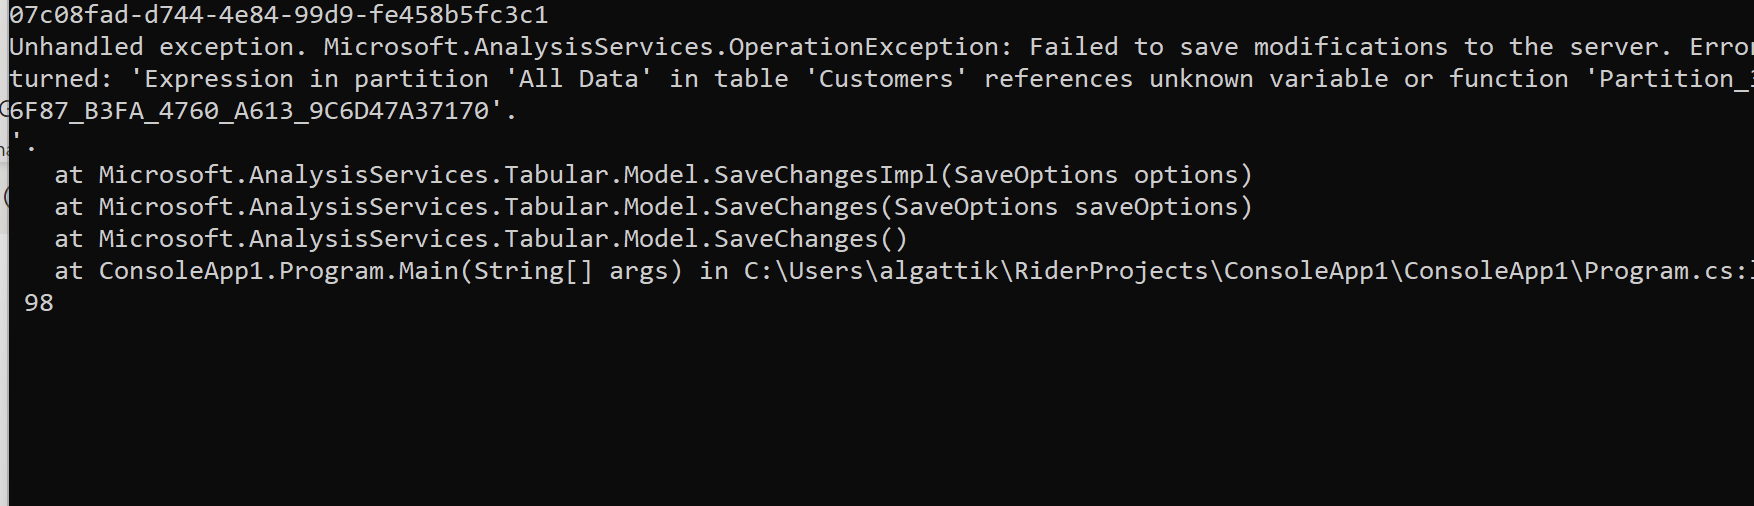 07c08fad-d744-4e84-99d9-fe458b5fc3c1
Unhandled exception. Microsoft.AnalysisServices.OperationException: Failed to save modifications to the server. Error
turned: 'Expression in partition 'All Data' in table 'Customers' references unknown variable or function 'Partition_
6F87_B3FA_4760_A613_9C6D47A37170'.
'.
at Microsoft.AnalysisServices.Tabular.Model.SaveChangesImpl(SaveOptions options)
at Microsoft.AnalysisServices.Tabular.Model.SaveChanges(SaveOptions saveOptions)
at Microsoft.AnalysisServices.Tabular.Model.SaveChanges()
at ConsoleApp1.Program.Main(String[] args) in C:\Users\algattik\RiderProjects\ConsoleApp1\ConsoleApp1\Program.cs:l
98